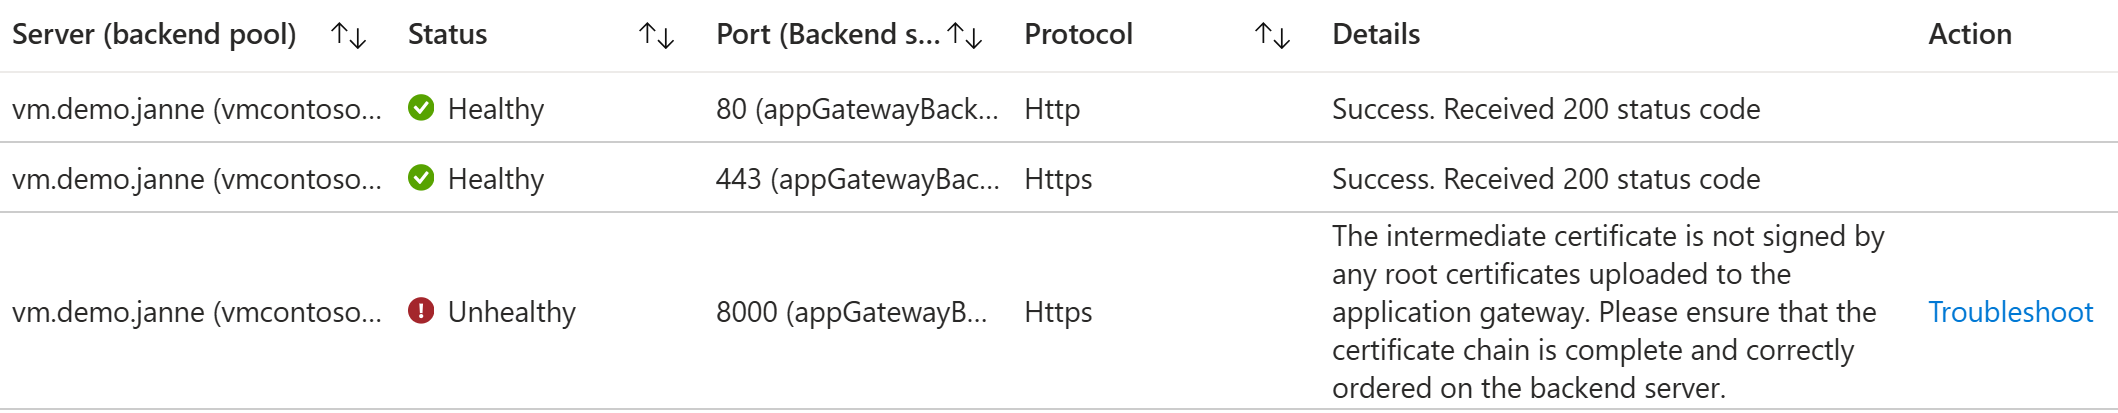 Server (backend pool) Status Port (Backend s... Protocol Details Action
vm.demo.janne (vmcontoso... Healthy 80 (appGatewayBack... Http Success. Received 200 status code
vm.demo.janne (vmcontoso... Healthy 443 (appGatewayBac... Https Success. Received 200 status code
vm.demo.janne (vmcontoso... Unhealthy 8000 (appGatewayB... Https
The intermediate certificate is not signed by
any root certificates uploaded to the
application gateway. Please ensure that the
certificate chain is complete and correctly
ordered on the backend server.
Troubleshoot